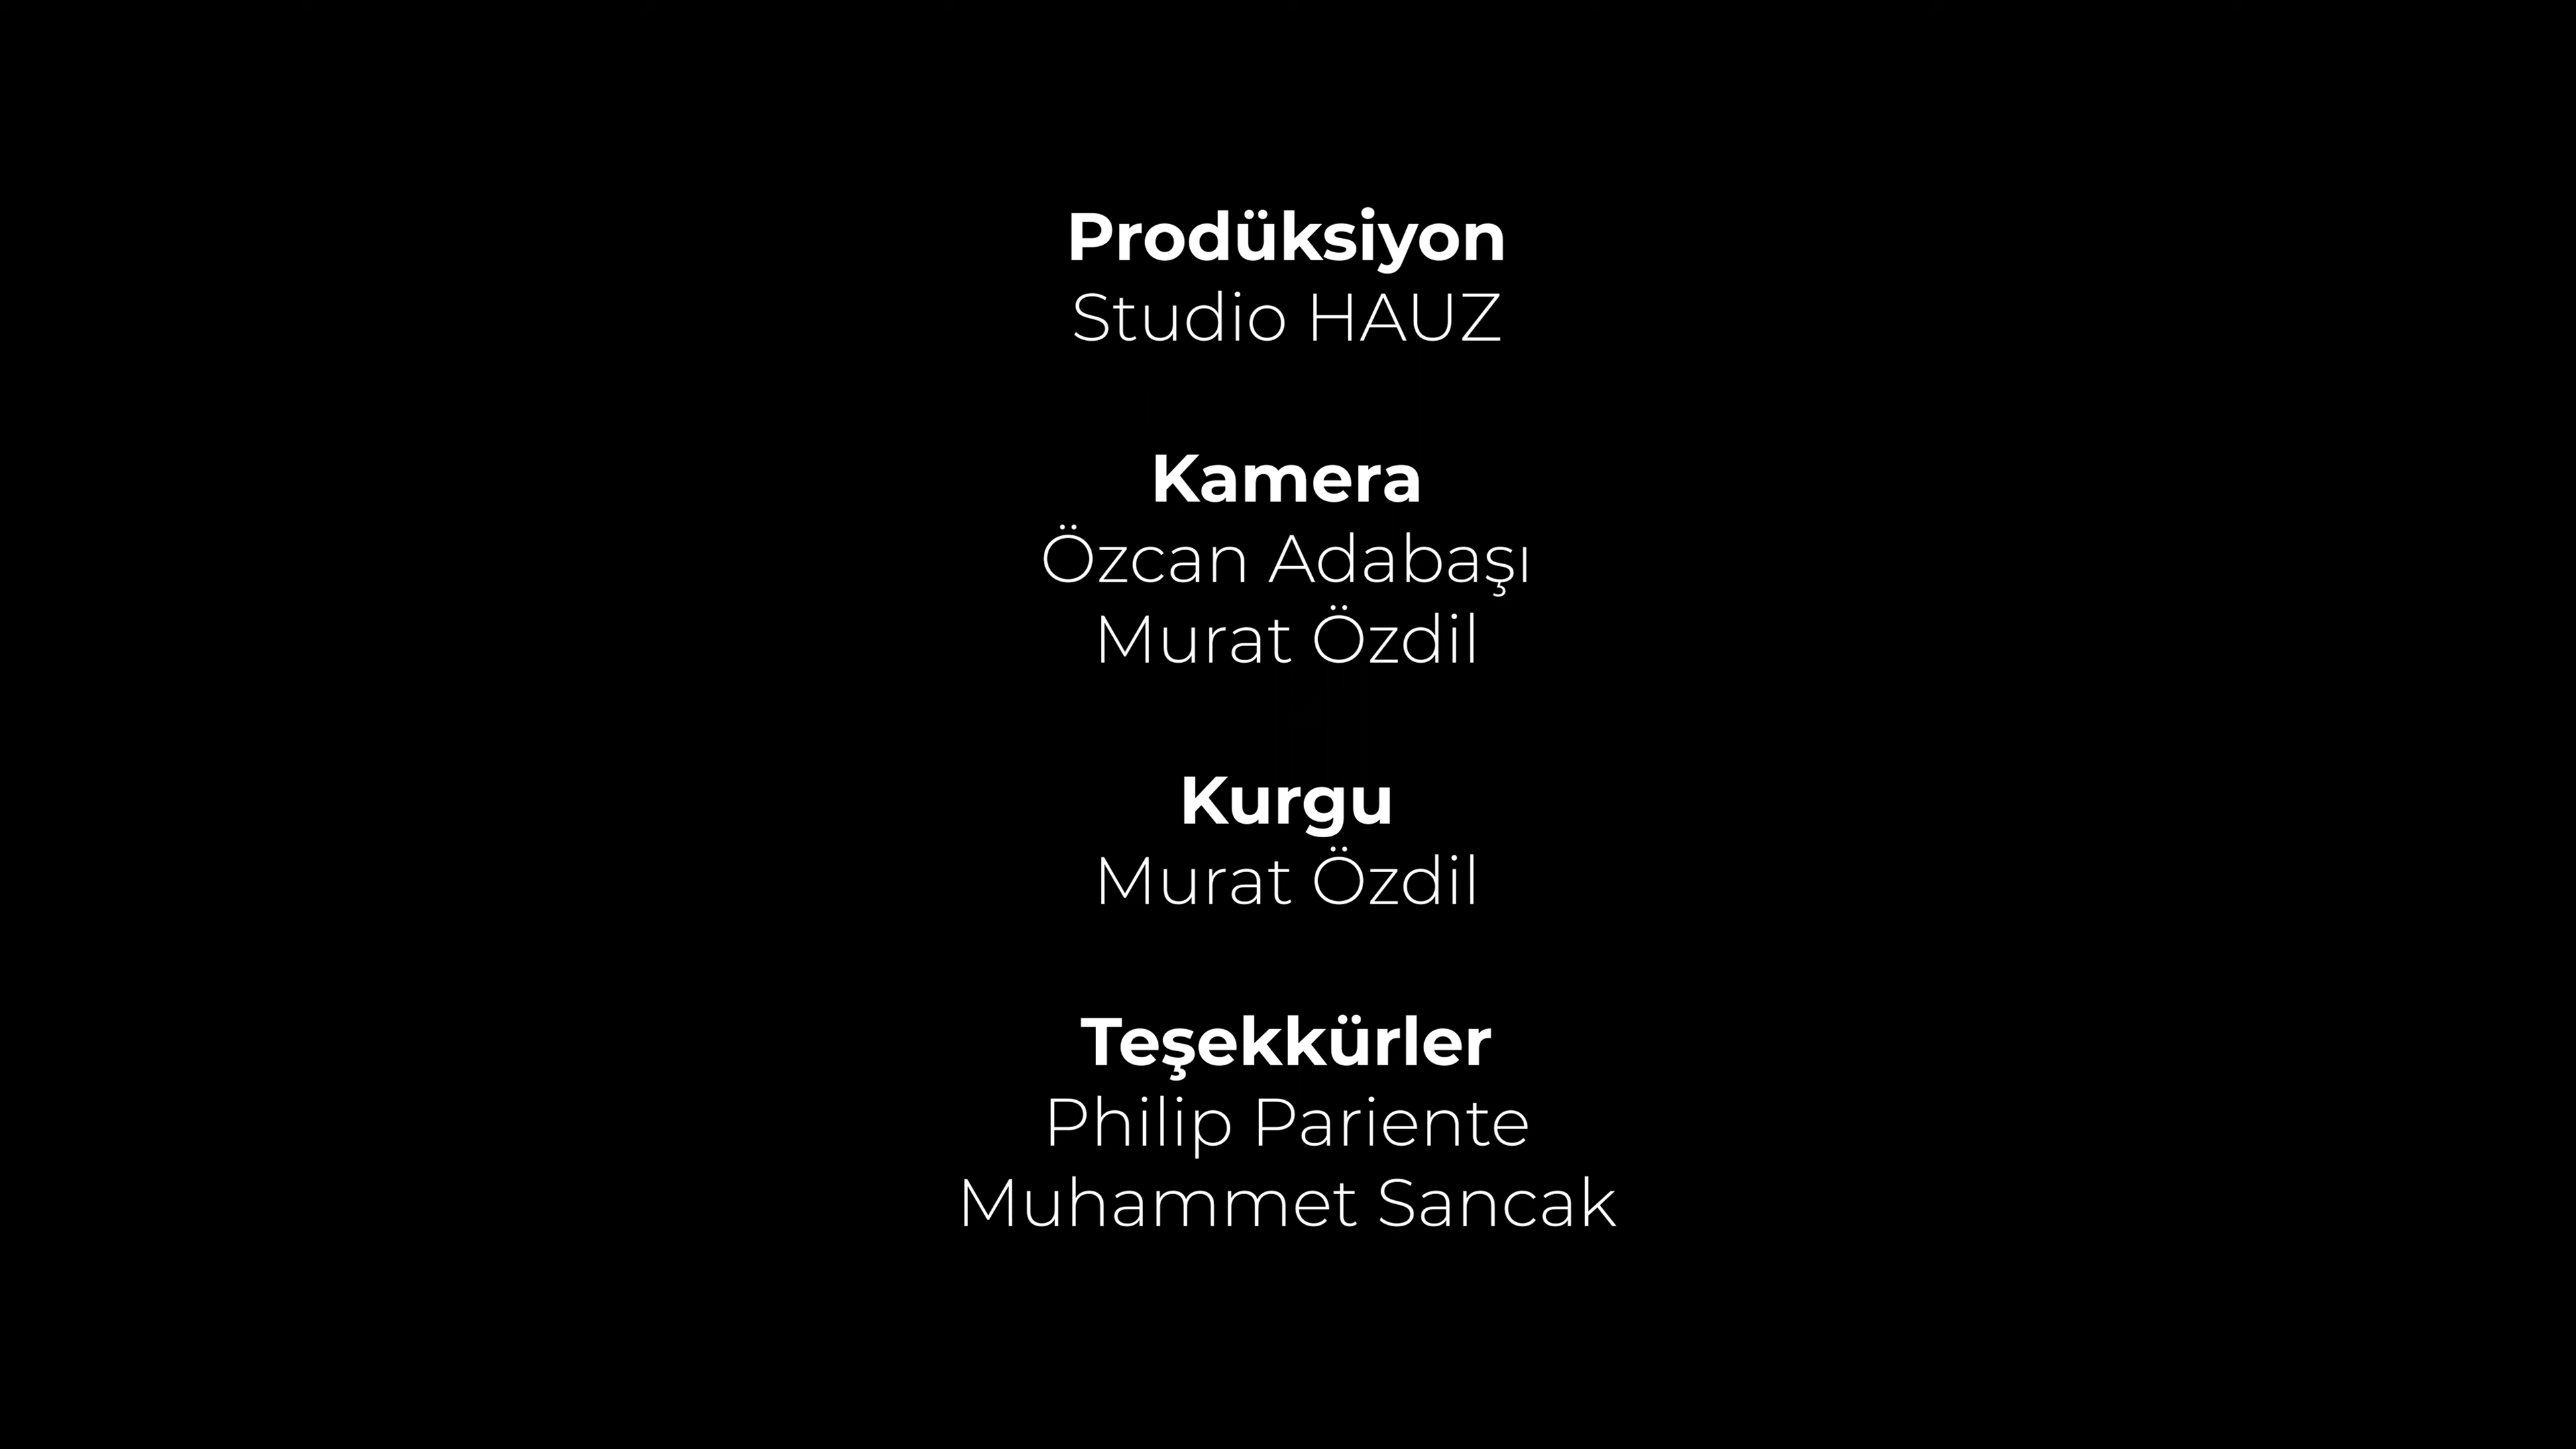 Prodüksiyon
Studio HAUZ
Kamera
Özcan Adabaşı
Murat Özdil
Kurgu
Murat Özdil
Teşekkürler
Philip Pariente
Muhammet Sancak